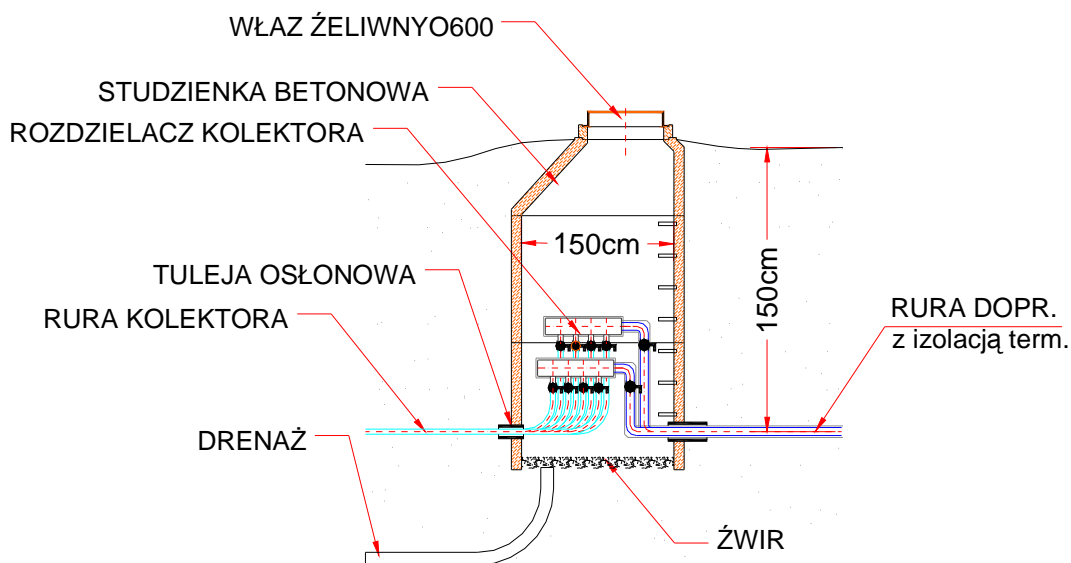 WŁAZ ŻELIWNYO600
STUDZIENKA BETONOWA
ROZDZIELACZ KOLEKTORA
150cm
150cm
TULEJA OSŁONOWA
RURA KOLEKTORA
RURA DOPR.
z izolacją term.
DRENAŻ
ŻWIR